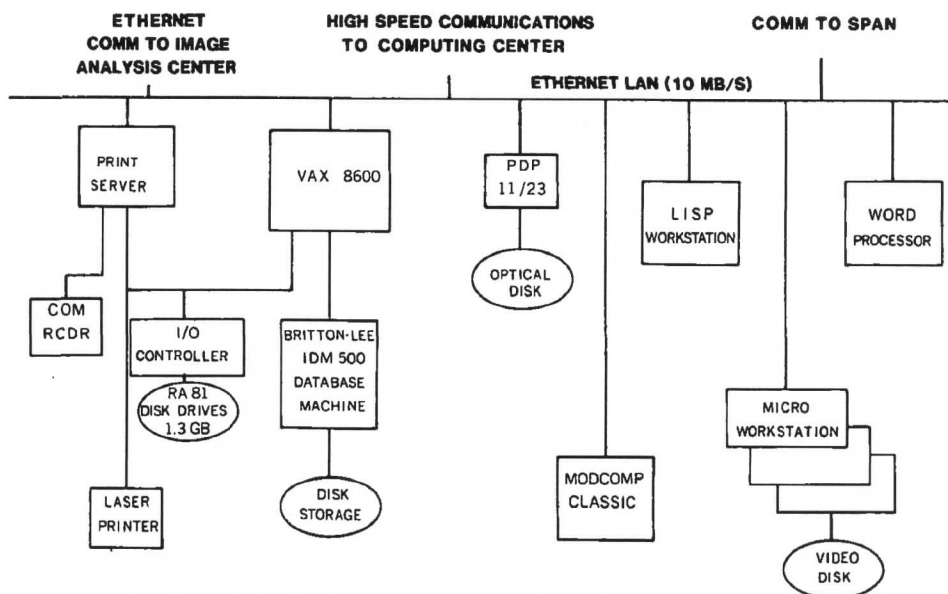 ETHERNET
COMM TO IMAGE
ANALYSIS CENTER
HIGH SPEED COMMUNICATIONS
TO COMPUTING CENTER
COMM TO SPAN
ETHERNET LAN (10 MB/S)
PRINT
SERVER
VAX 8600
PDP
11/23
LISP
WORKSTATION
WORD
PROCESSOR
OPTICAL
DISK
COM
RCDR
I/O
CONTROLLER
BRITTON-LEE
IDM 500
DATABASE
MACHINE
RA 81
DISK DRIVES
1.3 GB
MICRO
WORKSTATION
LASER
PRINTER
DISK
STORAGE
MODCOMP
CLASSIC
VIDEO
DISK